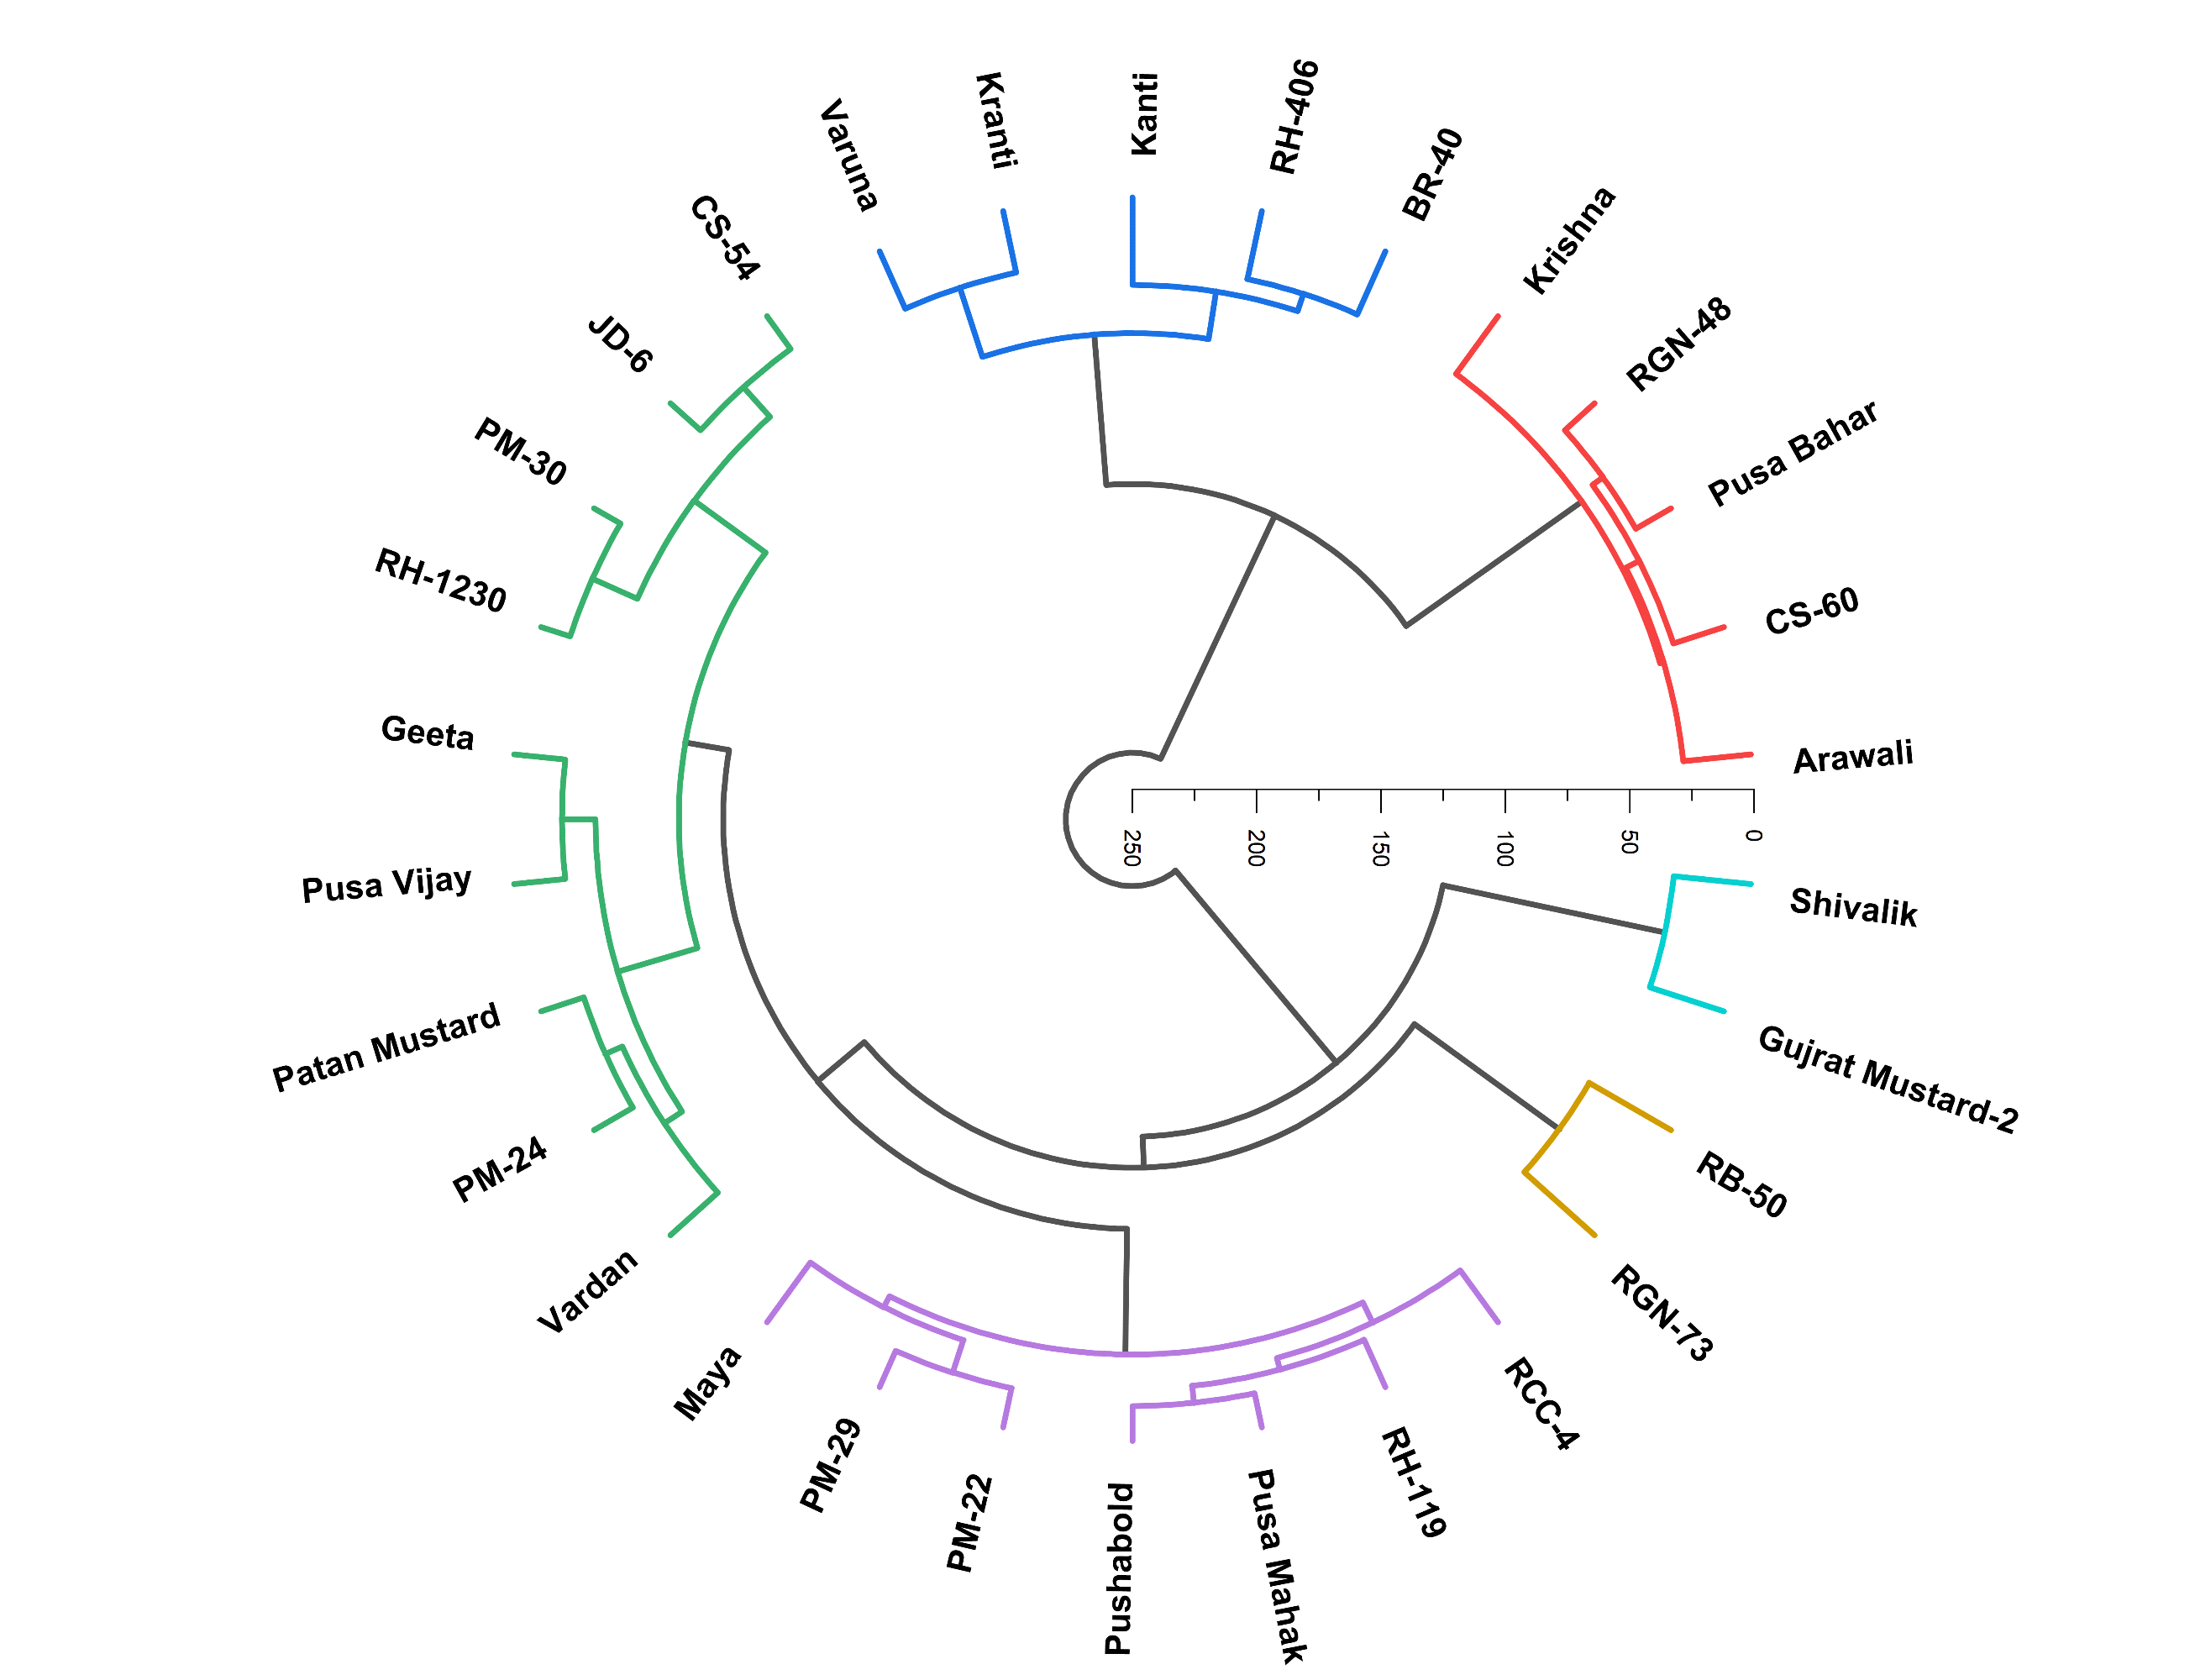 Kanti
RH-406
BR-40
Krishna
RGN-48
Pusa Bahar
CS-60
Arawali
250
200
150
100
50
0
Shivalik
Gujrat Mustard-2
RB-50
RGN-73
RCC-4
RH-119
Pusa Mahak
Pushabold
PM-22
PM-29
Maya
Vardan
PM-24
Patan Mustard
Pusa Vijay
Geeta
RH-1230
PM-30
JD-6
CS-54
Varuna
Kranti